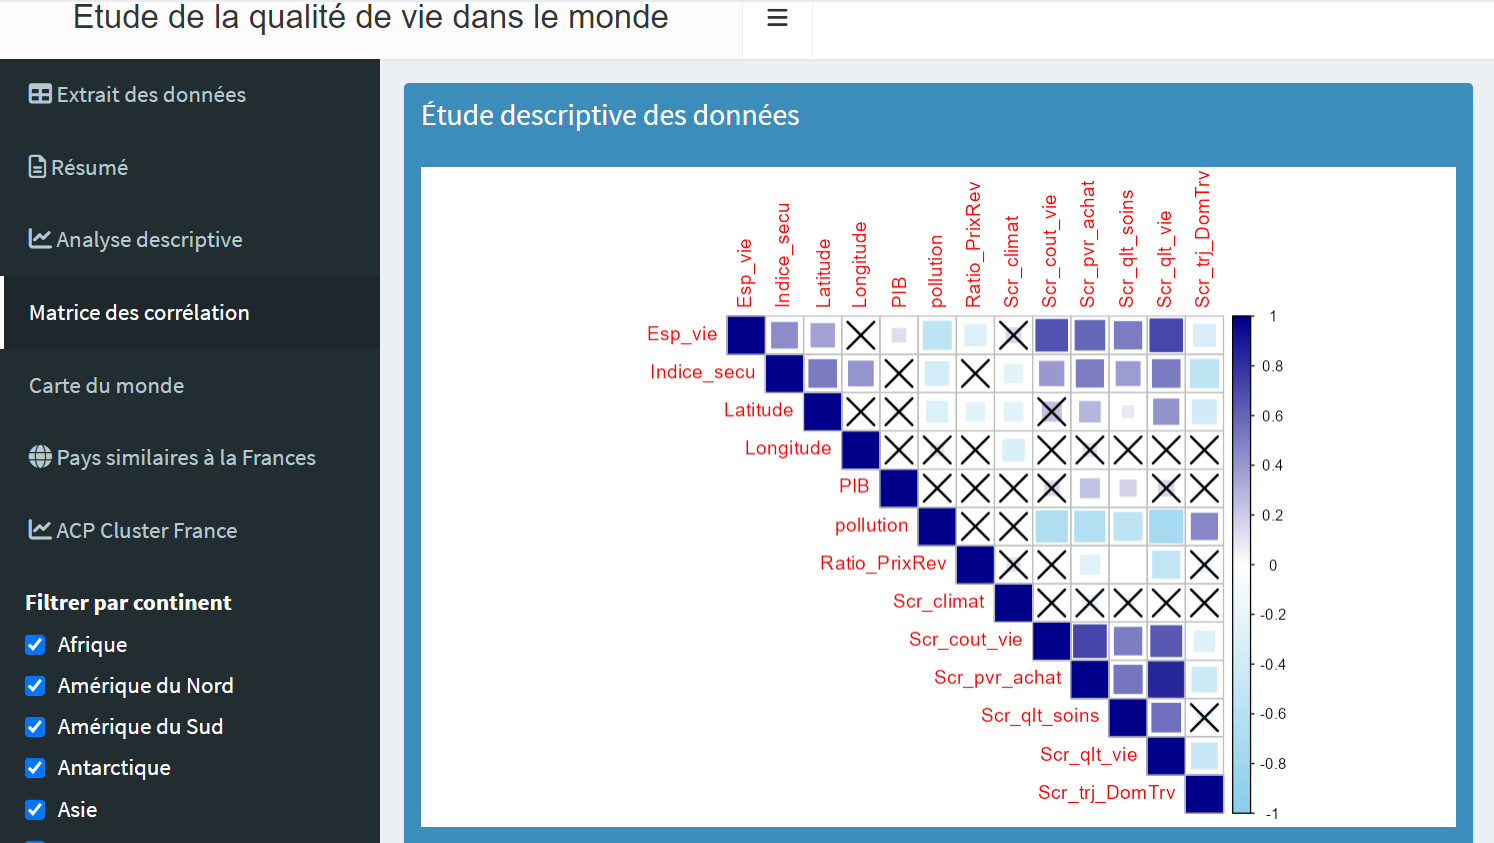 Etude de la qualité de vie dans le monde
Extrait des données
Résumé
Analyse descriptive
Matrice des corrélation
Carte du monde
Pays similaires à la Frances
ACP Cluster France
Filtrer par continent
Afrique
Amérique du Nord
Amérique du Sud
Antarctique
Asie
Étude descriptive des données
Esp_vie
Indice_secu
Latitude
Longitude
PIB
pollution
Ratio_PrixRev
Scr_climat
Scr_cout_vie
Scr_pvr_achat
Scr_qlt_soins
Scr_qlt_vie
Scr_trj_DomTrv
Esp_vie
Indice_secu
Latitude
Longitude
PIB
pollution
Ratio_PrixRev
Scr_climat
Scr_cout_vie
Scr_pvr_achat
Scr_qlt_soins
Scr_qlt_vie
Scr_trj_DomTrv
1
0.8
0.6
0.4
0.2
0
-0.2
-0.4
-0.6
-0.8
-1